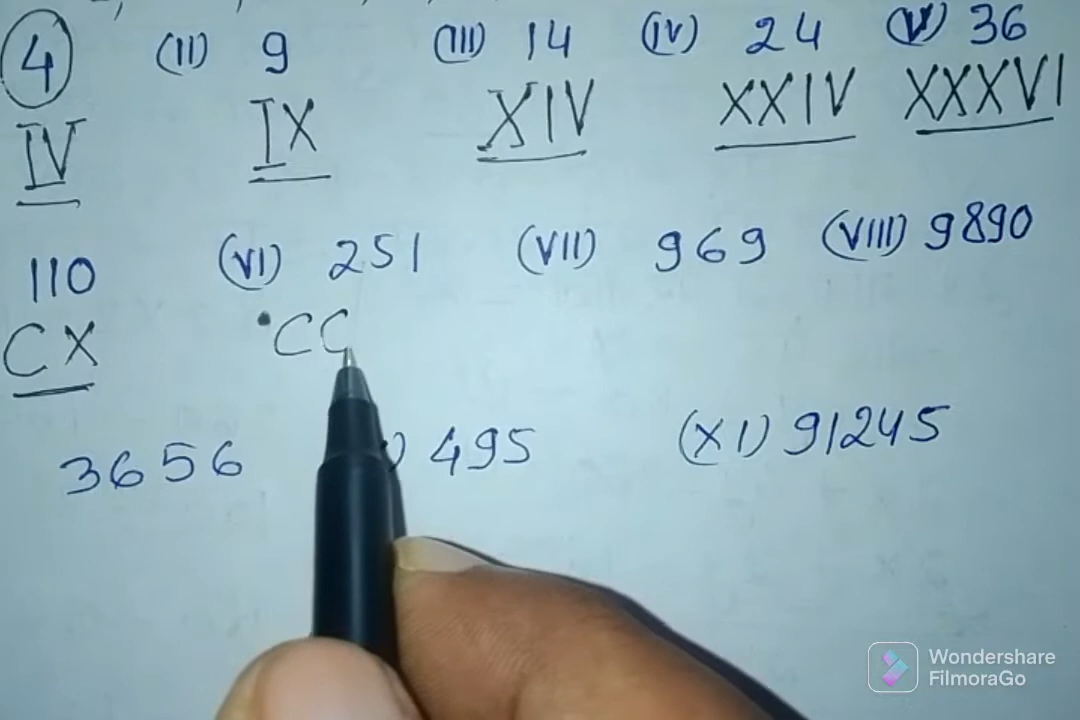 4 (II) 9 (III) 14 (IV) 24 (V) 36
IV IX XIV XXIV XXXVI
110 (VI) 251 (VII) 969 (VIII) 9890
CX CC
3656 ) 495 (XI) 91245
Wondershare
FilmoraGo